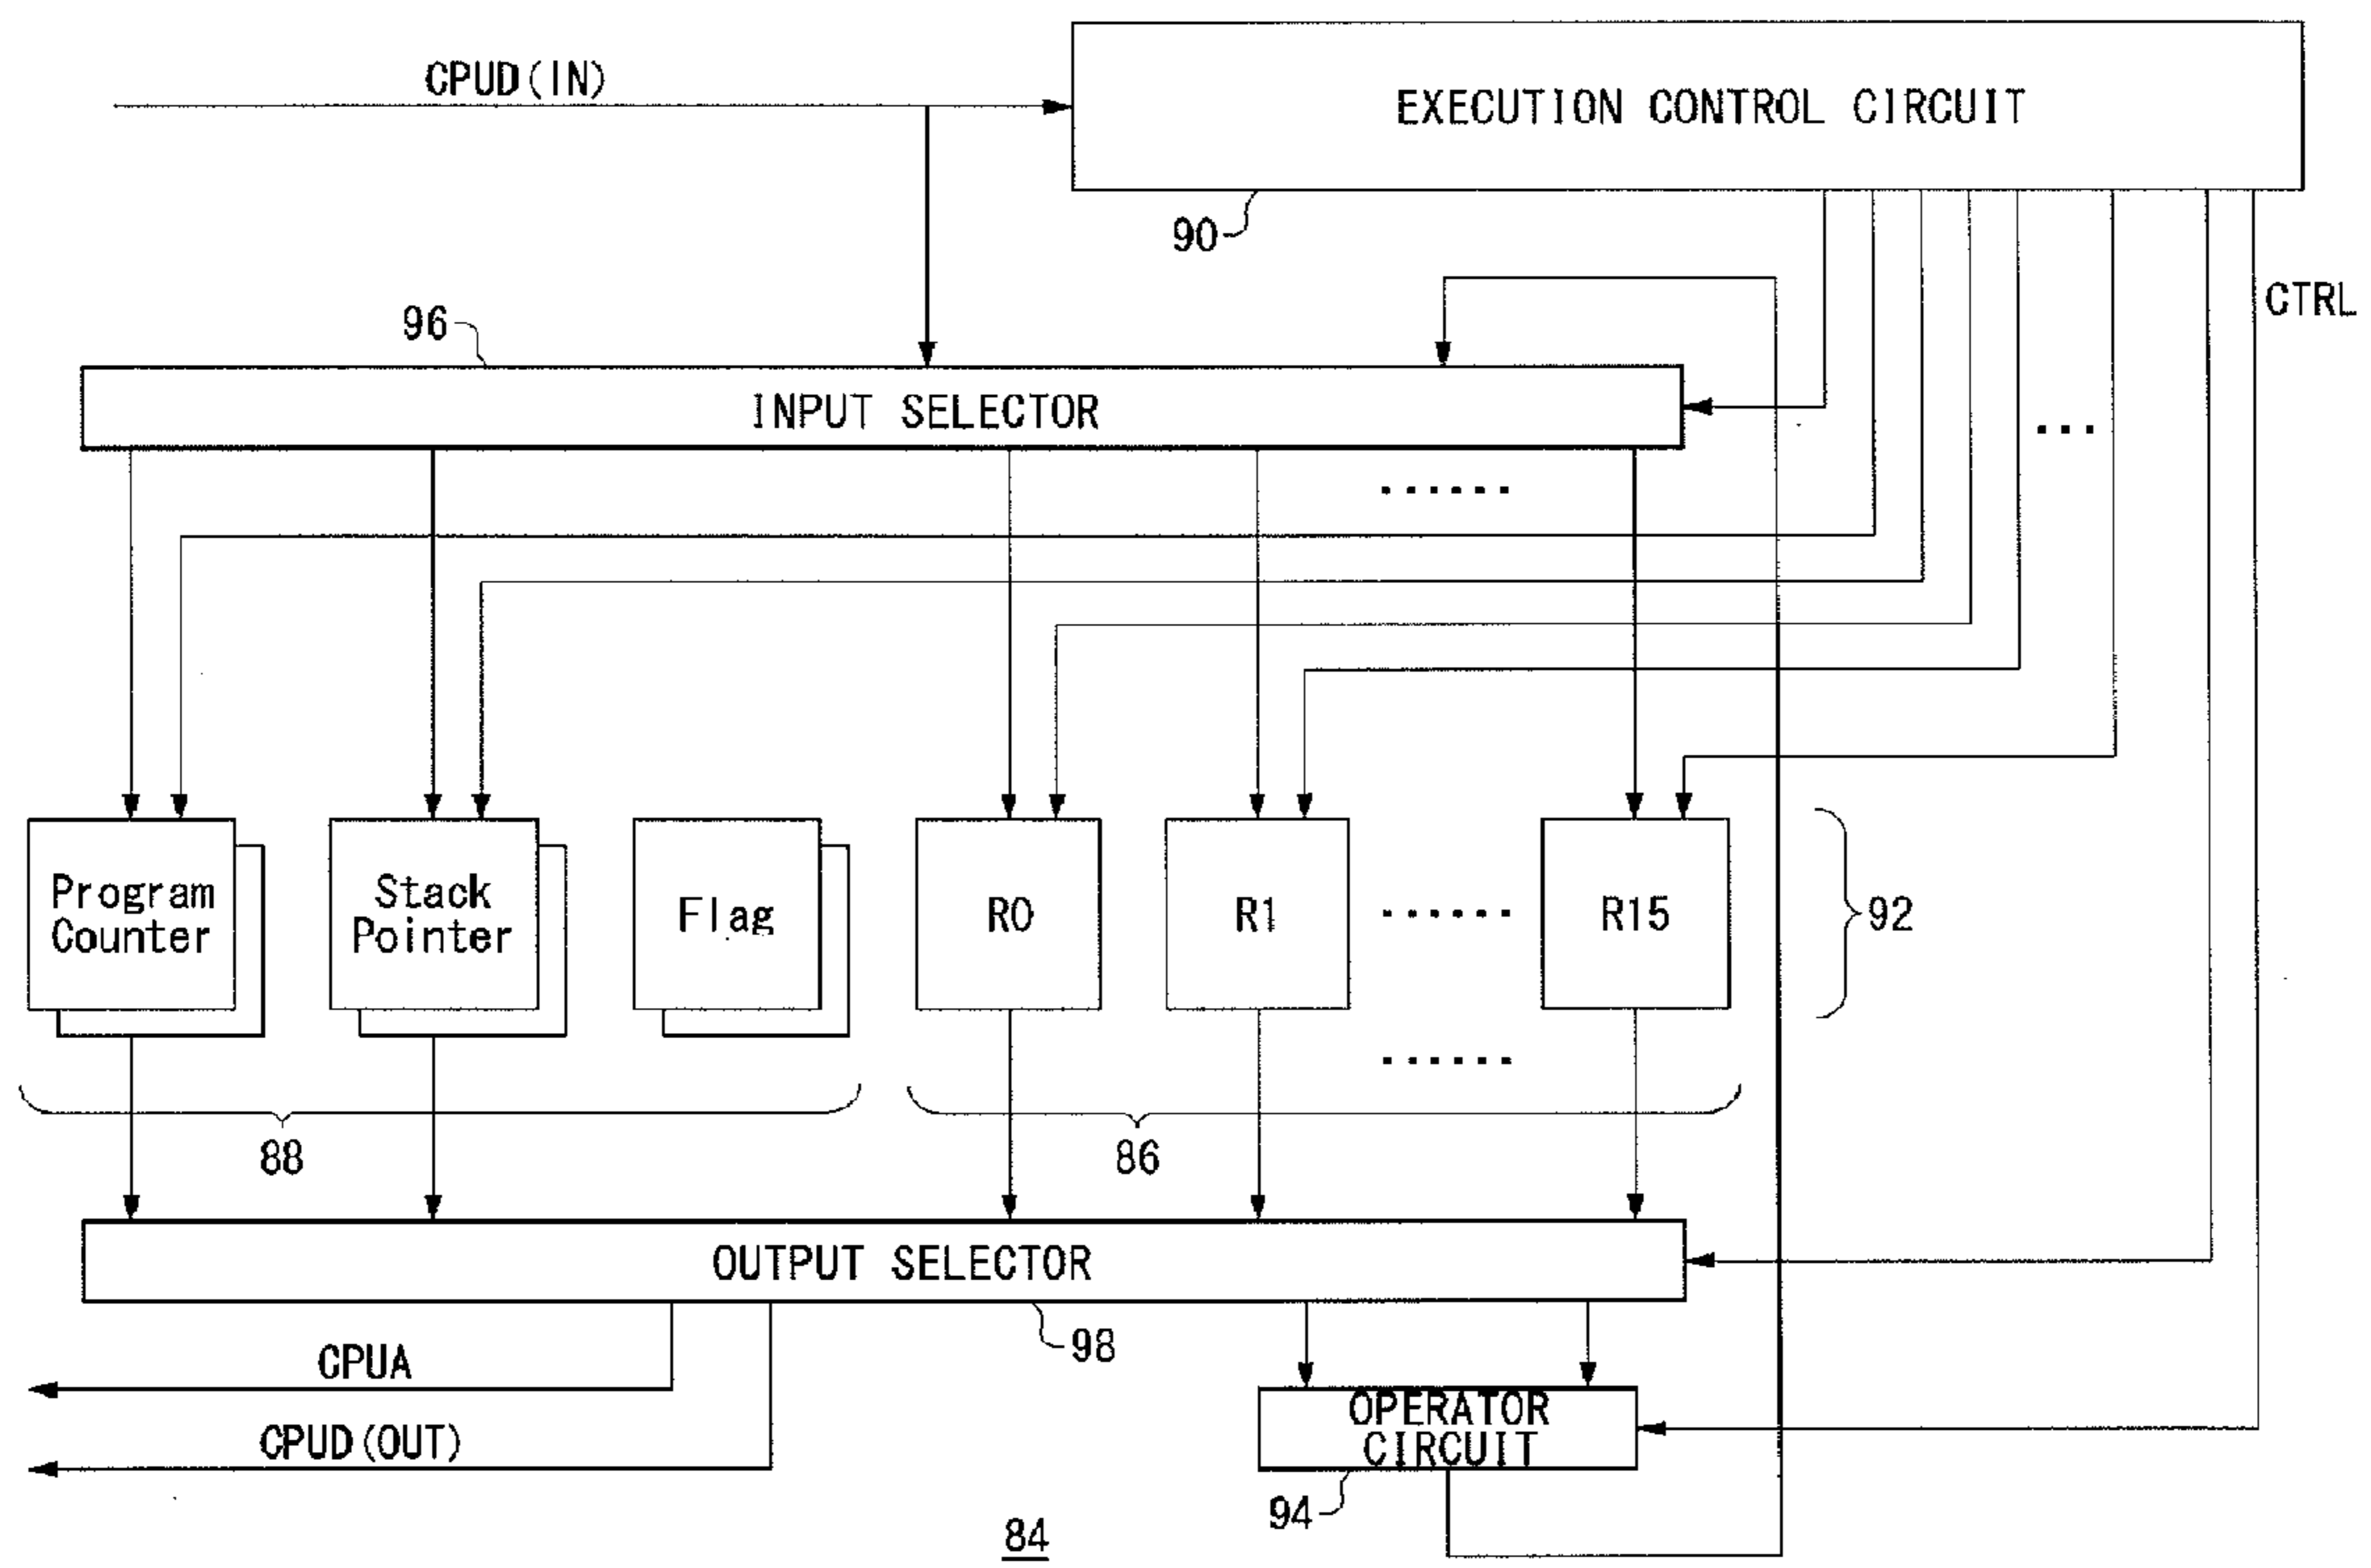 CPUD(IN)
EXECUTION CONTROL CIRCUIT
90
CTRL
96
INPUT SELECTOR
...
......
Program
Counter
Stack
Pointer
Flag
R0
R1
......
R15
92
......
88
86
OUTPUT SELECTOR
98
CPUA
OPERATOR
CIRCUIT
CPUD(OUT)
94
84